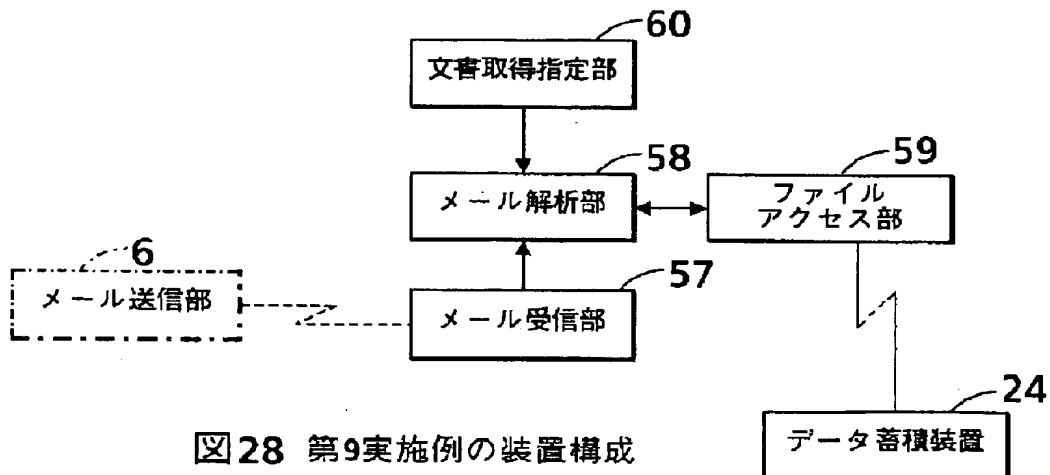 60
文書取得指定部
58
メール解析部
59
ファイル
アクセス部
6
メール送信部
57
メール受信部
24
データ蓄積装置
図28 第9実施例の装置構成